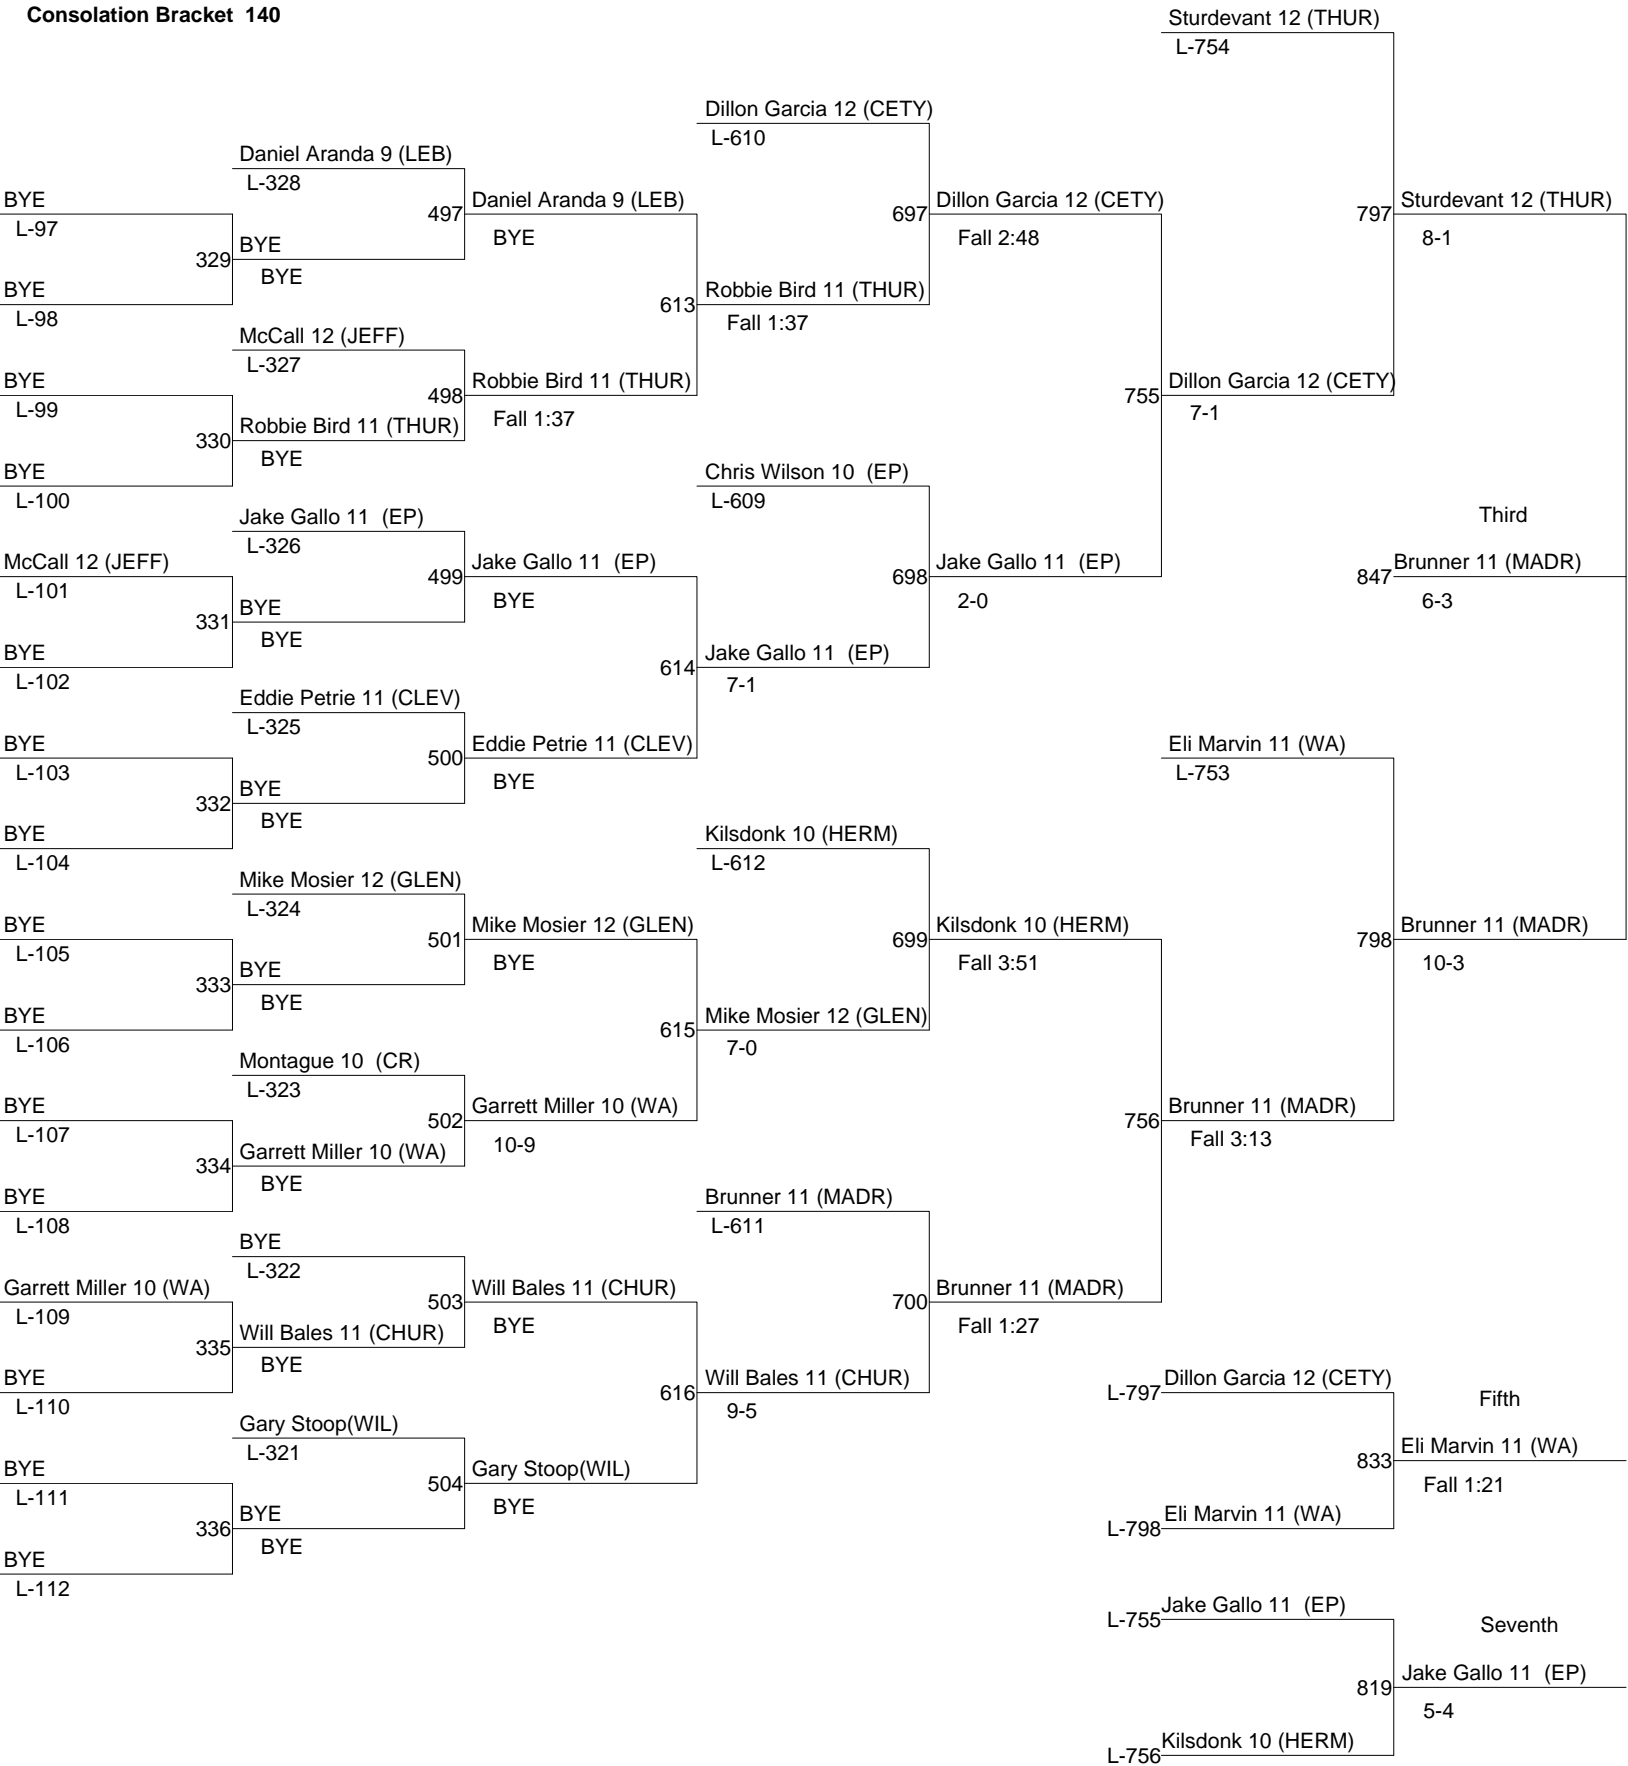 Consolation Bracket  140
BYE
L-97
BYE
L-98
BYE
L-99
BYE
L-100
McCall 12 (JEFF)
L-101
BYE
L-102
BYE
L-103
BYE
L-104
BYE
L-105
BYE
L-106
BYE
L-107
BYE
L-108
Garrett Miller 10 (WA)
L-109
BYE
L-110
BYE
L-111
BYE
L-112
329
330
331
332
333
334
335
336
Daniel Aranda 9 (LEB)
L-328
BYE
BYE
McCall 12 (JEFF)
L-327
Robbie Bird 11 (THUR)
BYE
Jake Gallo 11  (EP)
L-326
BYE
BYE
Eddie Petrie 11 (CLEV)
L-325
BYE
BYE
Mike Mosier 12 (GLEN)
L-324
BYE
BYE
Montague 10  (CR)
L-323
Garrett Miller 10 (WA)
BYE
BYE
L-322
Will Bales 11 (CHUR)
BYE
Gary Stoop(WIL)
L-321
BYE
BYE
497
498
499
500
501
502
503
504
Daniel Aranda 9 (LEB)
BYE
Robbie Bird 11 (THUR)
Fall 1:37
Jake Gallo 11  (EP)
BYE
Eddie Petrie 11 (CLEV)
BYE
Mike Mosier 12 (GLEN)
BYE
Garrett Miller 10 (WA)
10-9
Will Bales 11 (CHUR)
BYE
Gary Stoop(WIL)
BYE
613
614
615
616
Dillon Garcia 12 (CETY)
L-610
Robbie Bird 11 (THUR)
Fall 1:37
Chris Wilson 10  (EP)
L-609
Jake Gallo 11  (EP)
7-1
Kilsdonk 10 (HERM)
L-612
Mike Mosier 12 (GLEN)
7-0
Brunner 11 (MADR)
L-611
Will Bales 11 (CHUR)
9-5
697
698
699
700
Dillon Garcia 12 (CETY)
Fall 2:48
Jake Gallo 11  (EP)
2-0
Kilsdonk 10 (HERM)
Fall 3:51
Brunner 11 (MADR)
Fall 1:27
755
756
Sturdevant 12 (THUR)
L-754
Dillon Garcia 12 (CETY)
7-1
Eli Marvin 11 (WA)
L-753
Brunner 11 (MADR)
Fall 3:13
797
798
Sturdevant 12 (THUR)
8-1
Third
847
Brunner 11 (MADR)
6-3
Brunner 11 (MADR)
10-3
L-797
Dillon Garcia 12 (CETY)
L-798
Eli Marvin 11 (WA)
833
Fifth
Eli Marvin 11 (WA)
Fall 1:21
L-755
Jake Gallo 11  (EP)
L-756
Kilsdonk 10 (HERM)
819
Seventh
Jake Gallo 11  (EP)
5-4